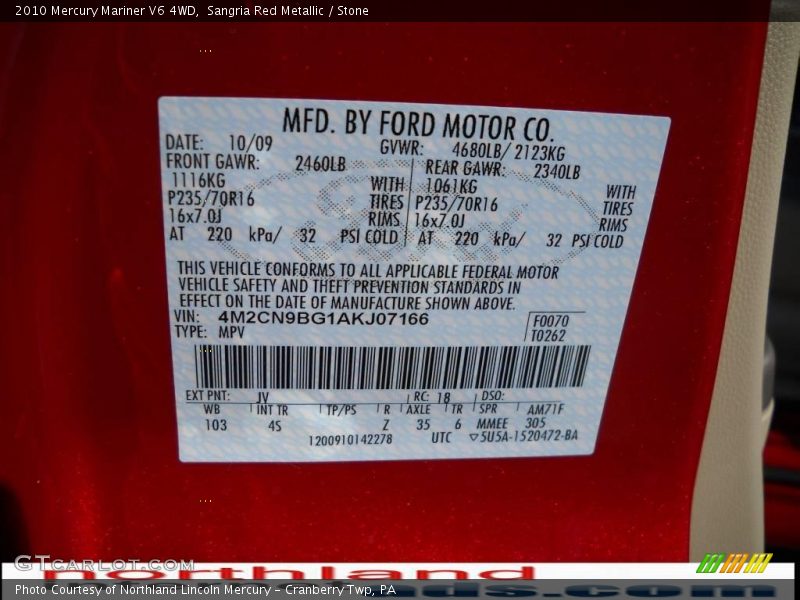 2010 Mercury Mariner V6 4WD,  Sangria Red Metallic / Stone
MFD. BY FORD MOTOR CO.
DATE: 10/09 GVWR: 4680LB/ 2123KG
FRONT GAWR: 2460LB REAR GAWR: 2340LB
1116KG WITH 1061KG WITH
P235/70R16 TIRES P235/70R16 TIRES
16x7.0J RIMS 16x7.0J RIMS
AT 220 kPa/ 32 PSI COLD AT 220 kPa/ 32 PSI COLD
THIS VEHICLE CONFORMS TO ALL APPLICABLE FEDERAL MOTOR
VEHICLE SAFETY AND THEFT PREVENTION STANDARDS IN
EFFECT ON THE DATE OF MANUFACTURE SHOWN ABOVE.
VIN: 4M2CN9BG1AKJ07166 F0070
TYPE: MPV T0262
EXT PNT: JV RC: 18 DSO:
WB INT TR TP/PS R AXLE TR SPR AM71F
103 4S Z 35 6 MMEE 305
1200910142278 UTC ▽5U5A-1520472-BA
GTCARLOT.COM
northland
Photo Courtesy of Northland Lincoln Mercury - Cranberry Twp, PA